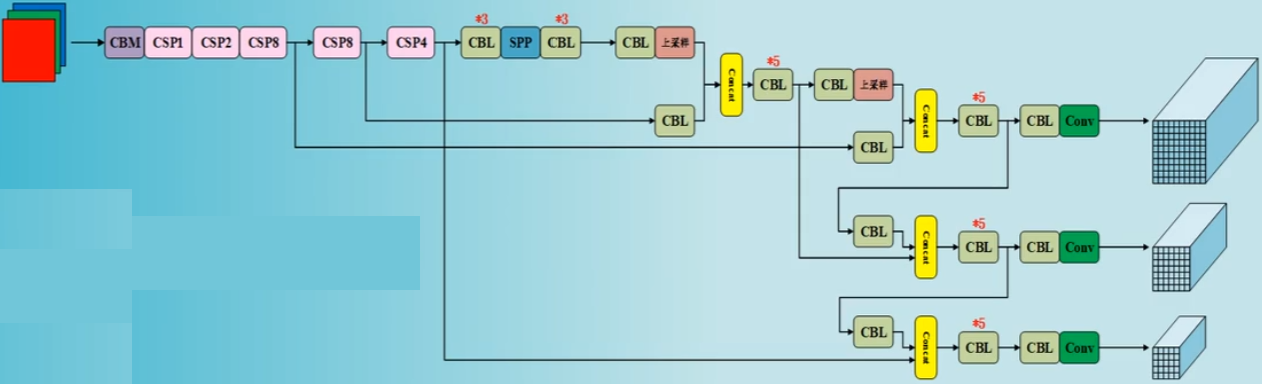 *3 *3
CBM CSP1 CSP2 CSP8 CSP8 CSP4 CBL SPP CBL CBL 上采样
*5
Concat CBL CBL 上采样
*5
CBL Concat CBL CBL Conv
CBL
*5
CBL Concat CBL CBL Conv
*5
CBL Concat CBL CBL Conv